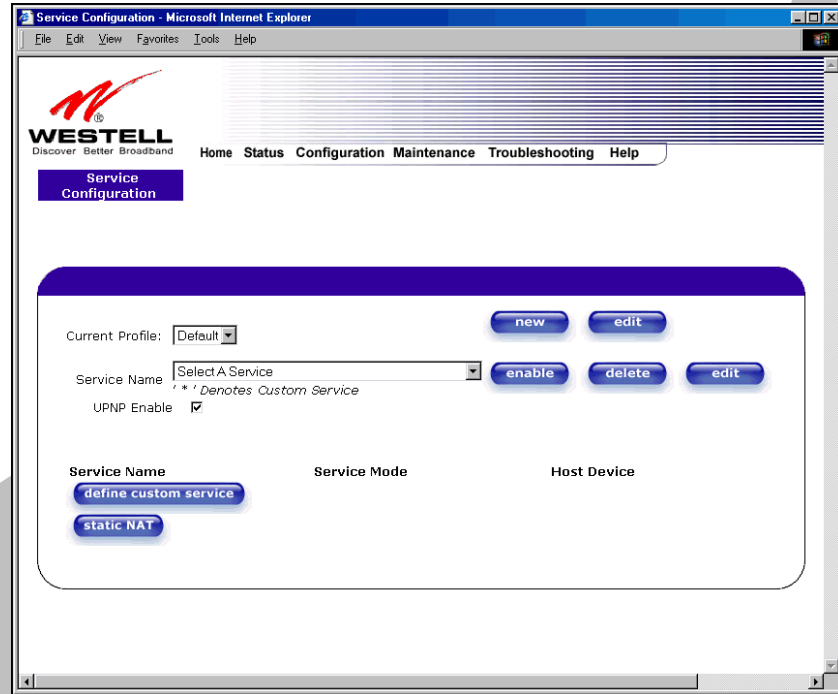 Service Configuration - Microsoft Internet Explorer
File Edit View Favorites Tools Help
®
WESTELL
Discover Better Broadband
Home Status Configuration Maintenance Troubleshooting Help
Service
Configuration
Current Profile: Default new edit
Service Name Select A Service enable delete edit
' * ' Denotes Custom Service
UPNP Enable
Service Name Service Mode Host Device
define custom service
static NAT